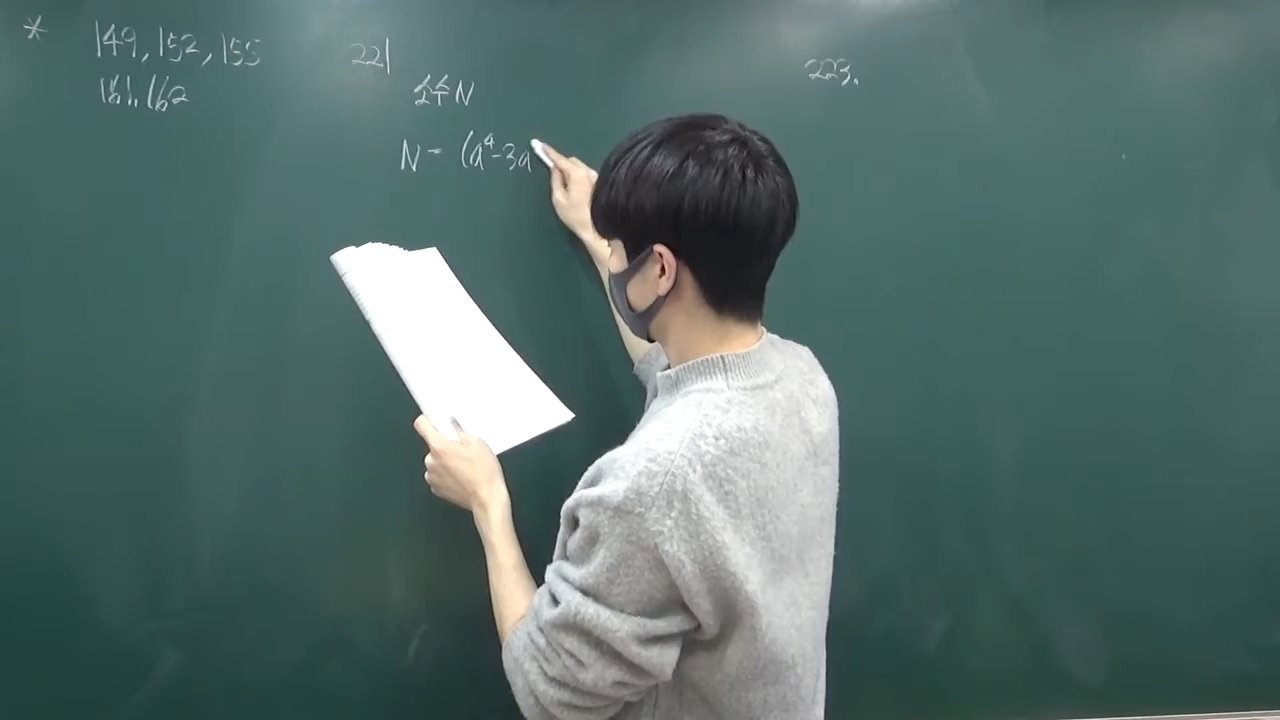 * 149, 152, 155
161, 162
221
소수 N
N = (a⁴-3a
223.